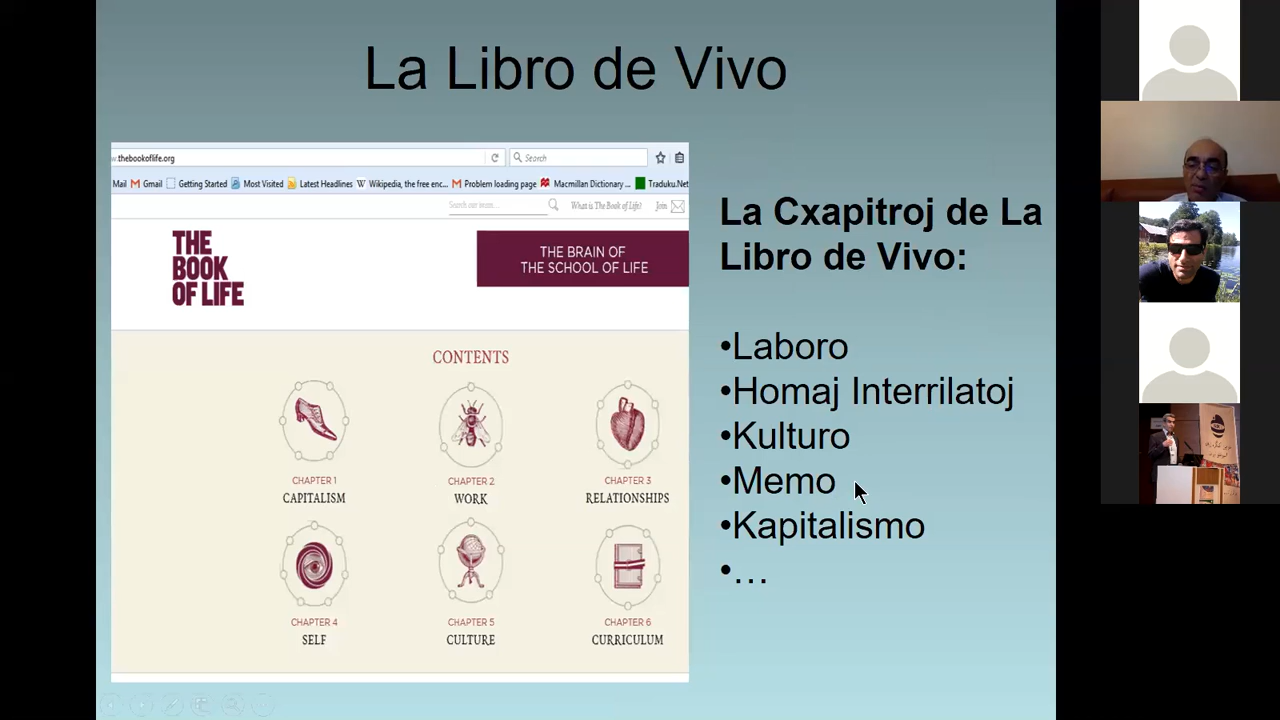 La Libro de Vivo
w.thebookoflife.org
Search
Mail Gmail Getting Started Most Visited Latest Headlines Wikipedia, the free enc... Problem loading page Macmillan Dictionary ... Traduku.Net
What is The Book of Life? Join
THE
BOOK
OF LIFE
THE BRAIN OF
THE SCHOOL OF LIFE
CONTENTS
CHAPTER 1
CAPITALISM
CHAPTER 2
WORK
CHAPTER 3
RELATIONSHIPS
CHAPTER 4
SELF
CHAPTER 5
CULTURE
CHAPTER 6
CURRICULUM
La Cxapitroj de La
Libro de Vivo:
•Laboro
•Homaj Interrilatoj
•Kulturo
•Memo
•Kapitalismo
•…